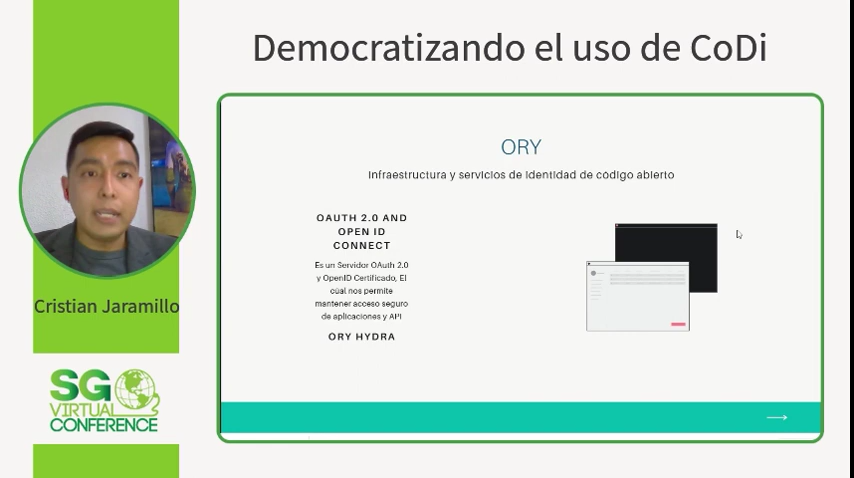 Democratizando el uso de CoDi
ORY
Infraestructura y servicios de identidad de código abierto
OAUTH 2.0 AND
OPEN ID
CONNECT
Es un Servidor OAuth 2.0
y OpenID Certificado, El
cúal nos permite
mantener acceso seguro
de aplicaciones y API
ORY HYDRA
Cristian Jaramillo
SG
VIRTUAL
CONFERENCE